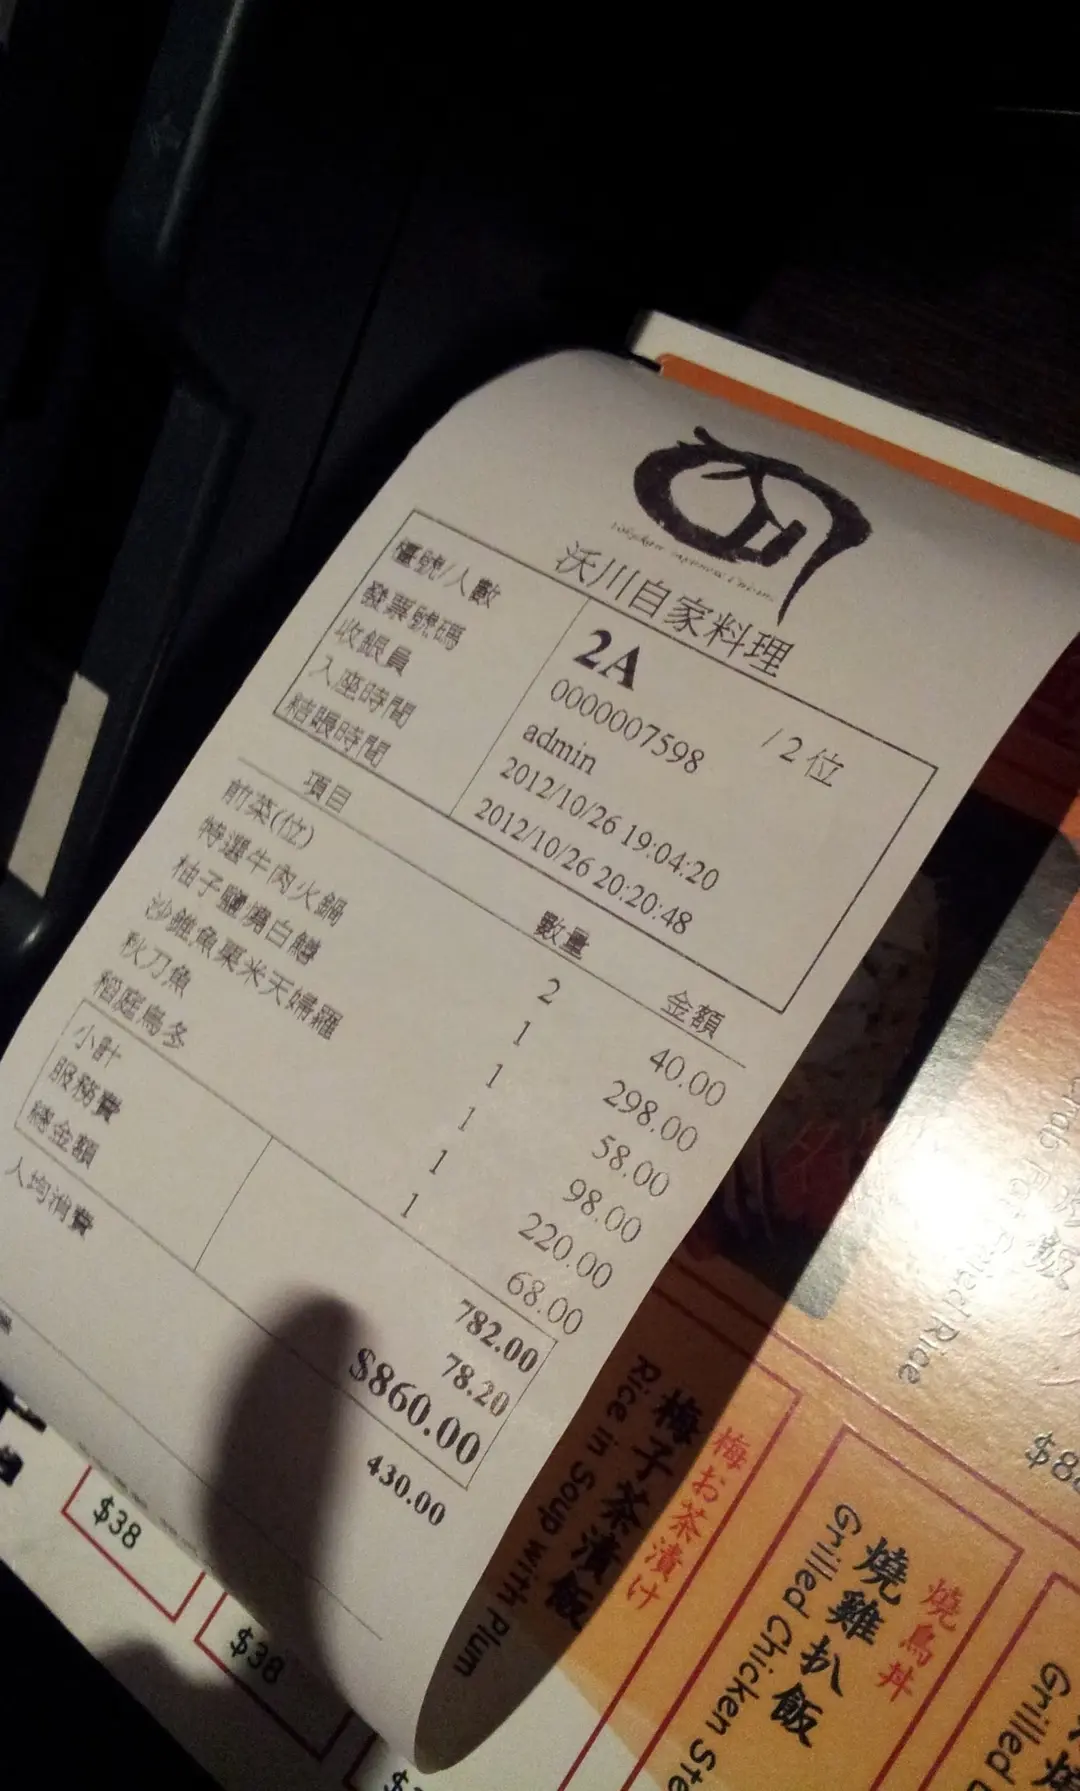 沃川自家料理
檯號/人數 2A / 2位
發票號碼 0000007598
收銀員 admin
入座時間 2012/10/26 19:04:20
結賬時間 2012/10/26 20:20:48
項目 數量 金額
前菜(位) 2 40.00
特選牛肉火鍋 1 298.00
柚子鹽燒白鱔 1 58.00
沙錐魚粟米天婦羅 1 98.00
秋刀魚 1 220.00
稻庭烏冬 1 68.00
小計 782.00
服務費 78.20
總金額 $860.00
人均消費 430.00
$38
$38
梅お茶漬け
梅子茶漬飯
Rice in Soup with Plum
燒鳥丼
燒雞扒飯
Grilled Chicken Ste
飯
Fried Rice
$88
Grilled